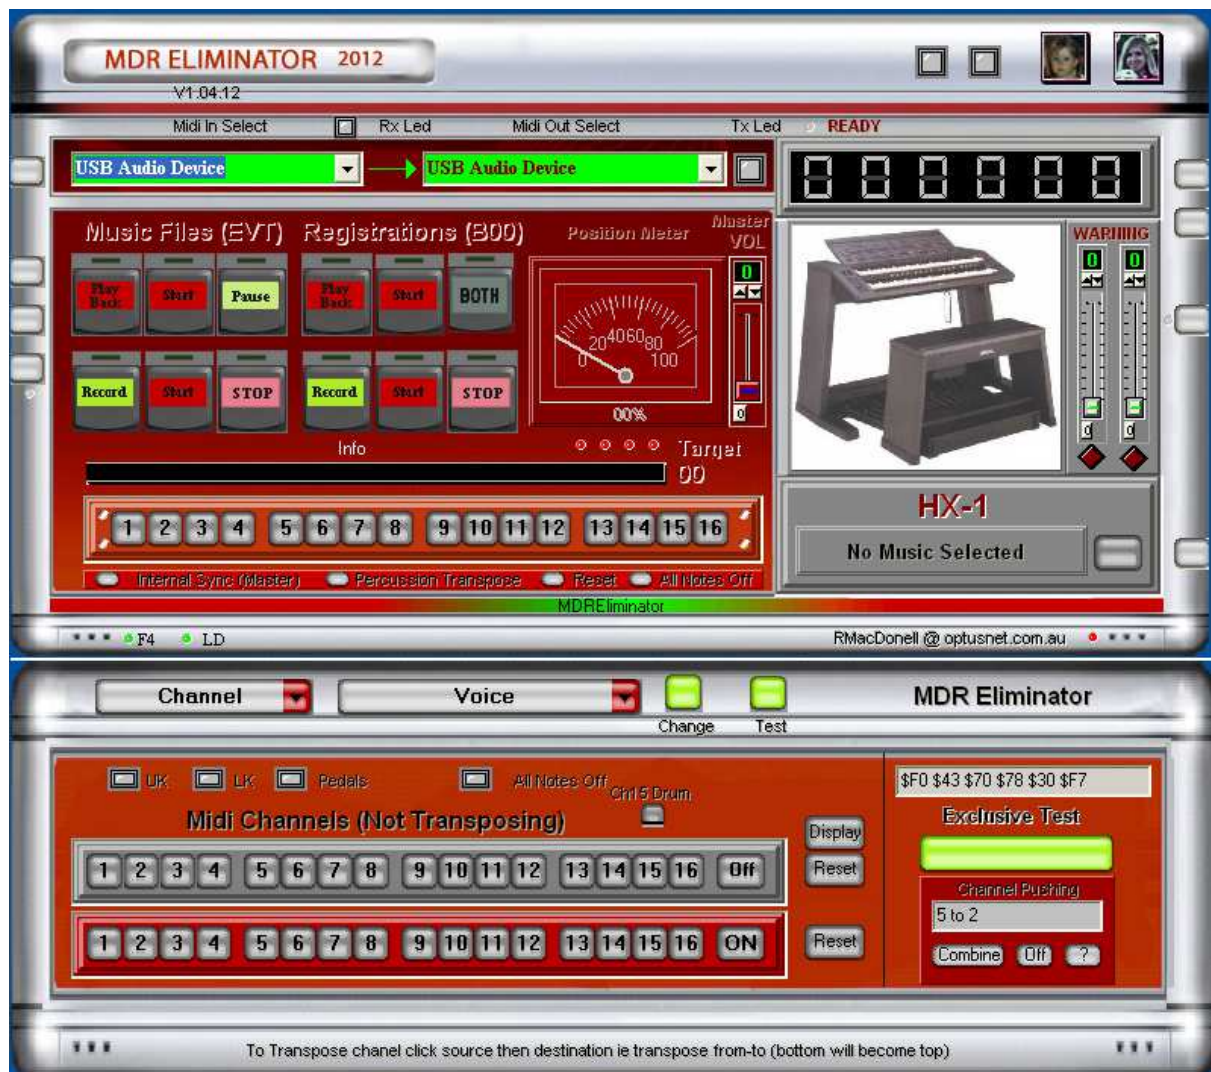 MDR ELIMINATOR 2012
V1.04.12
Midi In Select Rx Led Midi Out Select Tx Led READY
USB Audio Device USB Audio Device
Music Files (EVT) Registrations (B00) Position Meter Master VOL
WARNING
0 0 0
Play Back Start Pause Play Back Start BOTH
0 20 40 60 80 100
Record Start STOP Record Start STOP
00% 0 0 0
Info Target
00
1 2 3 4 5 6 7 8 9 10 11 12 13 14 15 16
HX-1
No Music Selected
Internal Sync (Master) Percussion Transpose Reset All Notes Off
MDREliminator
F4 LD RMacDonell @ optusnet.com.au
Channel Voice MDR Eliminator
Change Test
UK LK Pedals All Notes Off Ch15 Drum
$F0 $43 $70 $78 $30 $F7
Midi Channels (Not Transposing)
Exclusive Test
Display
1 2 3 4 5 6 7 8 9 10 11 12 13 14 15 16 Off Reset
Channel Pushing
5 to 2
1 2 3 4 5 6 7 8 9 10 11 12 13 14 15 16 ON Reset
Combine Off ?
To Transpose chanel click source then destination ie transpose from-to (bottom will become top)